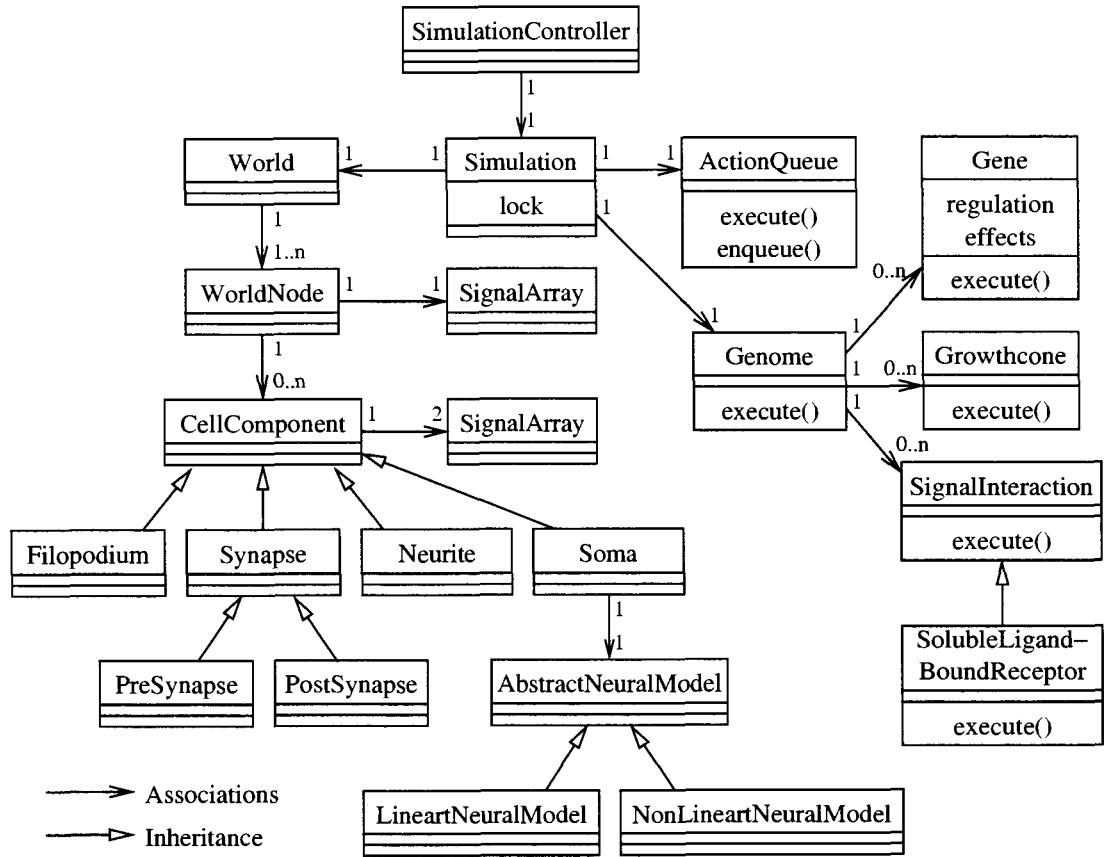 SimulationController
1
1
World
1
1
Simulation
lock
1
1
ActionQueue
execute()
enqueue()
Gene
regulation
effects
execute()
1
1..n
1
1
WorldNode
1
1
SignalArray
0..n
1
Genome
execute()
1
0..n
Growthcone
execute()
1
0..n
1
0..n
CellComponent
1
2
SignalArray
SignalInteraction
execute()
Filopodium
Synapse
Neurite
Soma
1
1
SolubleLigand–
BoundReceptor
execute()
PreSynapse
PostSynapse
AbstractNeuralModel
Associations
Inheritance
LineartNeuralModel
NonLineartNeuralModel